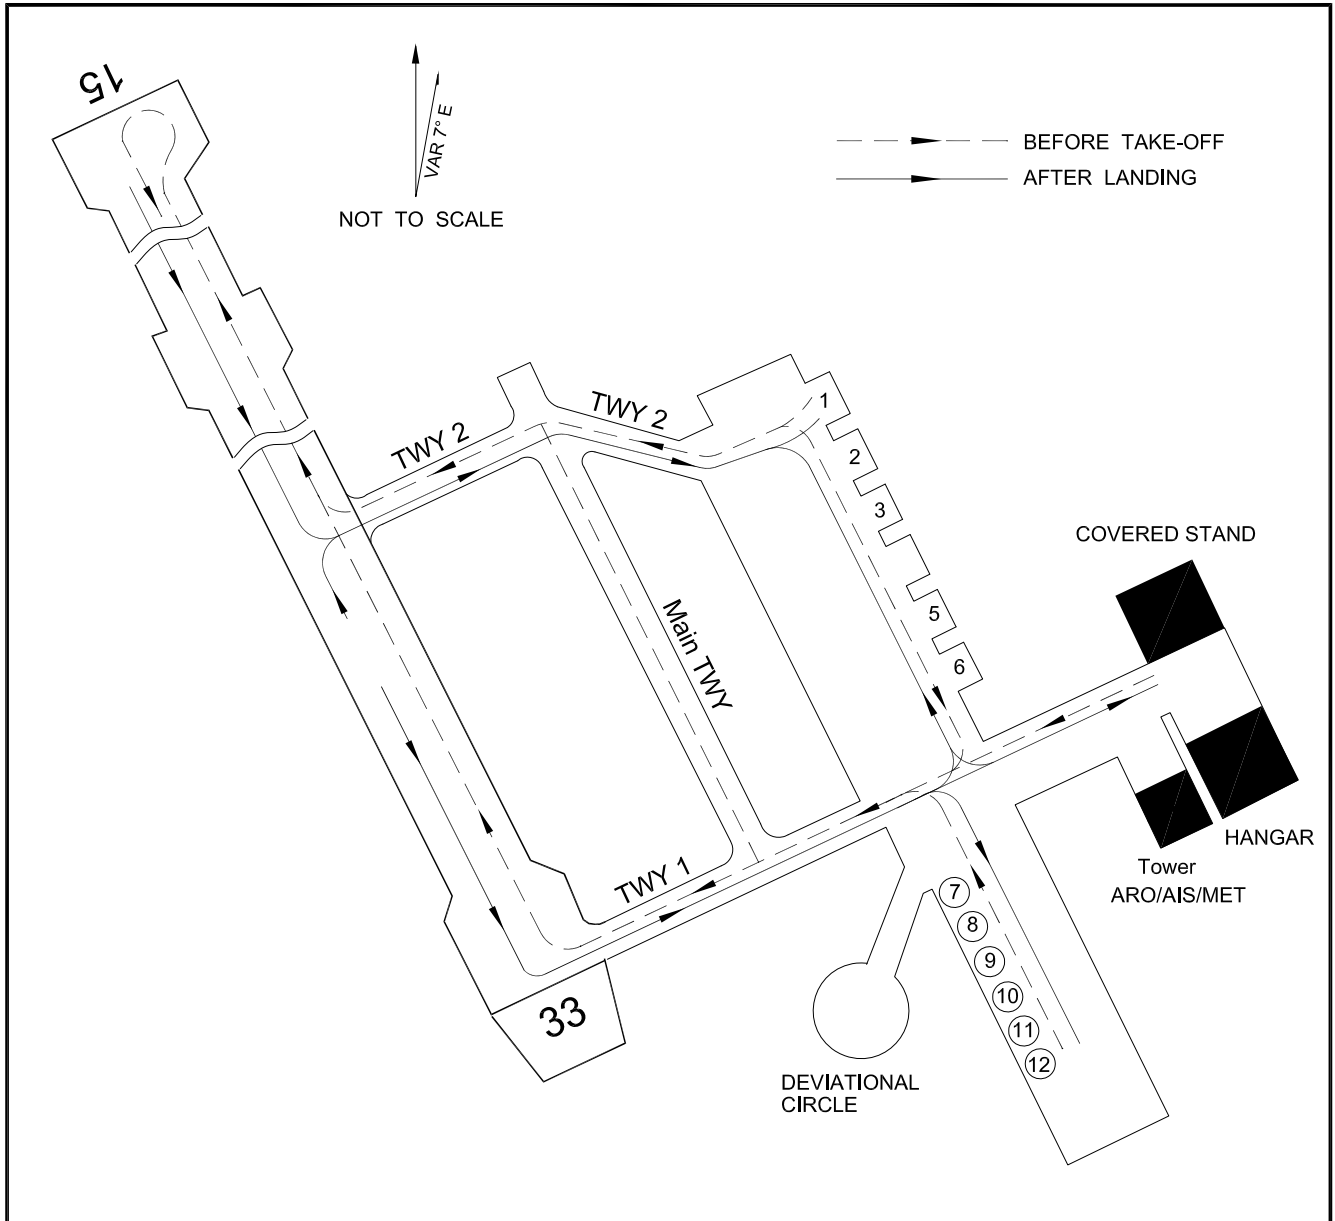 15
VAR 7° E
NOT TO SCALE
BEFORE TAKE-OFF
AFTER LANDING
TWY 2
TWY 2
1
2
3
5
6
COVERED STAND
Main TWY
HANGAR
Tower
ARO/AIS/MET
TWY 1
7
8
9
10
11
12
33
DEVIATIONAL
CIRCLE